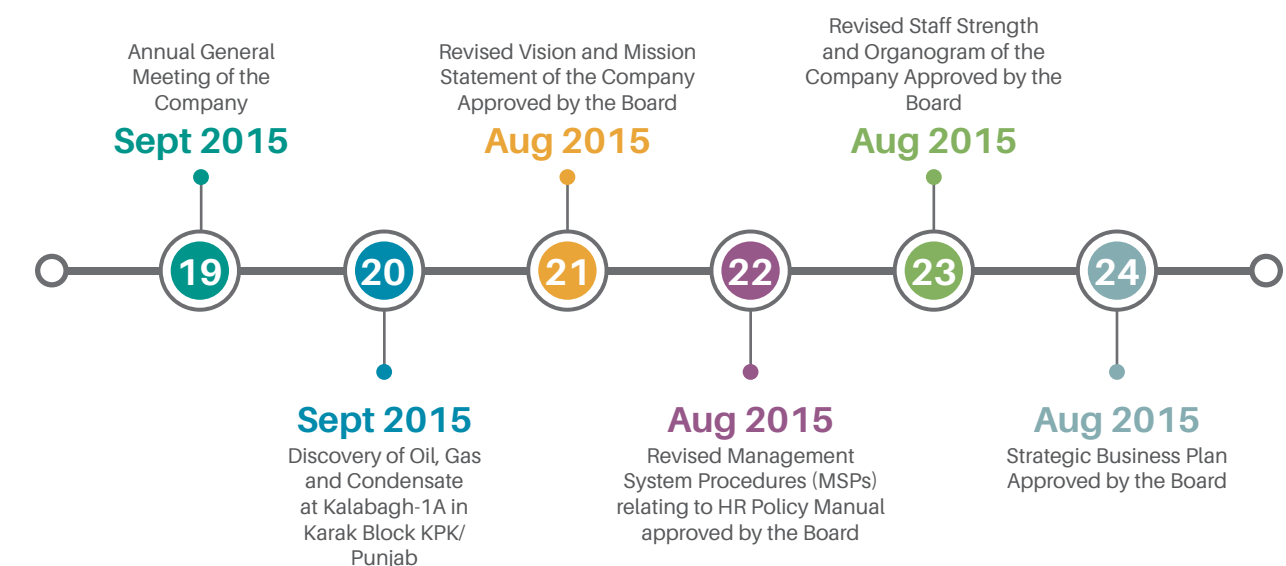 Annual General
Meeting of the
Company
Sept 2015
19
Sept 2015
20
Discovery of Oil, Gas
and Condensate
at Kalabagh-1A in
Karak Block KPK/
Punjab
Revised Vision and Mission
Statement of the Company
Approved by the Board
Aug 2015
21
22
Aug 2015
Revised Management
System Procedures (MSPs)
relating to HR Policy Manual
approved by the Board
Revised Staff Strength
and Organogram of the
Company Approved by the
Board
Aug 2015
23
24
Aug 2015
Strategic Business Plan
Approved by the Board